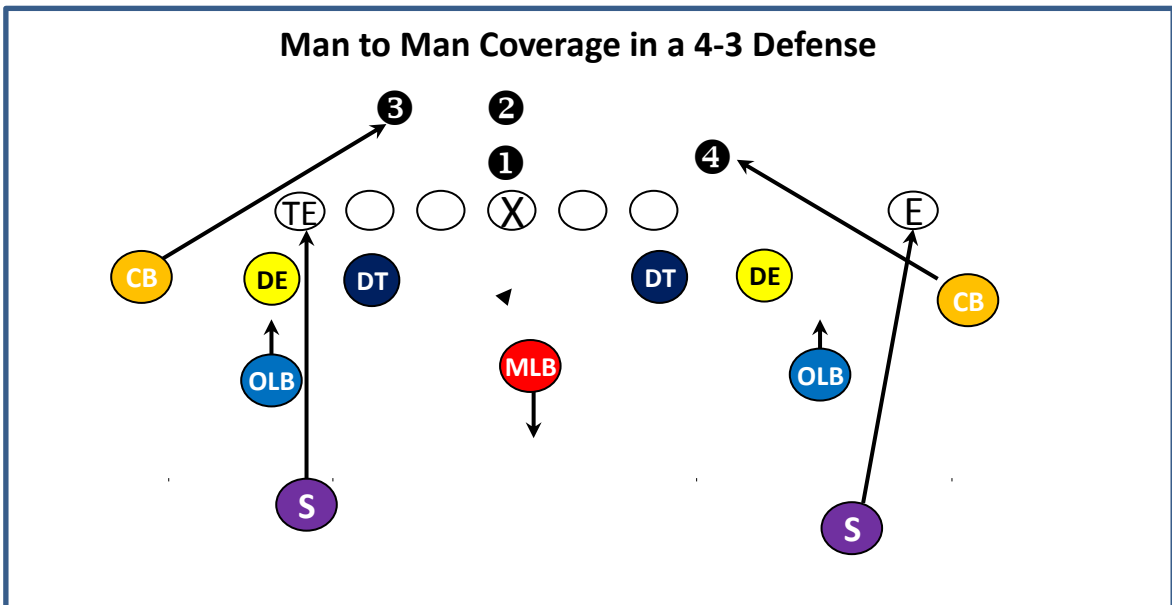 Man to Man Coverage in a 4-3 Defense
❸ ❷
❶ ❹
TE X E
CB DE DT DT DE CB
OLB MLB OLB
S S